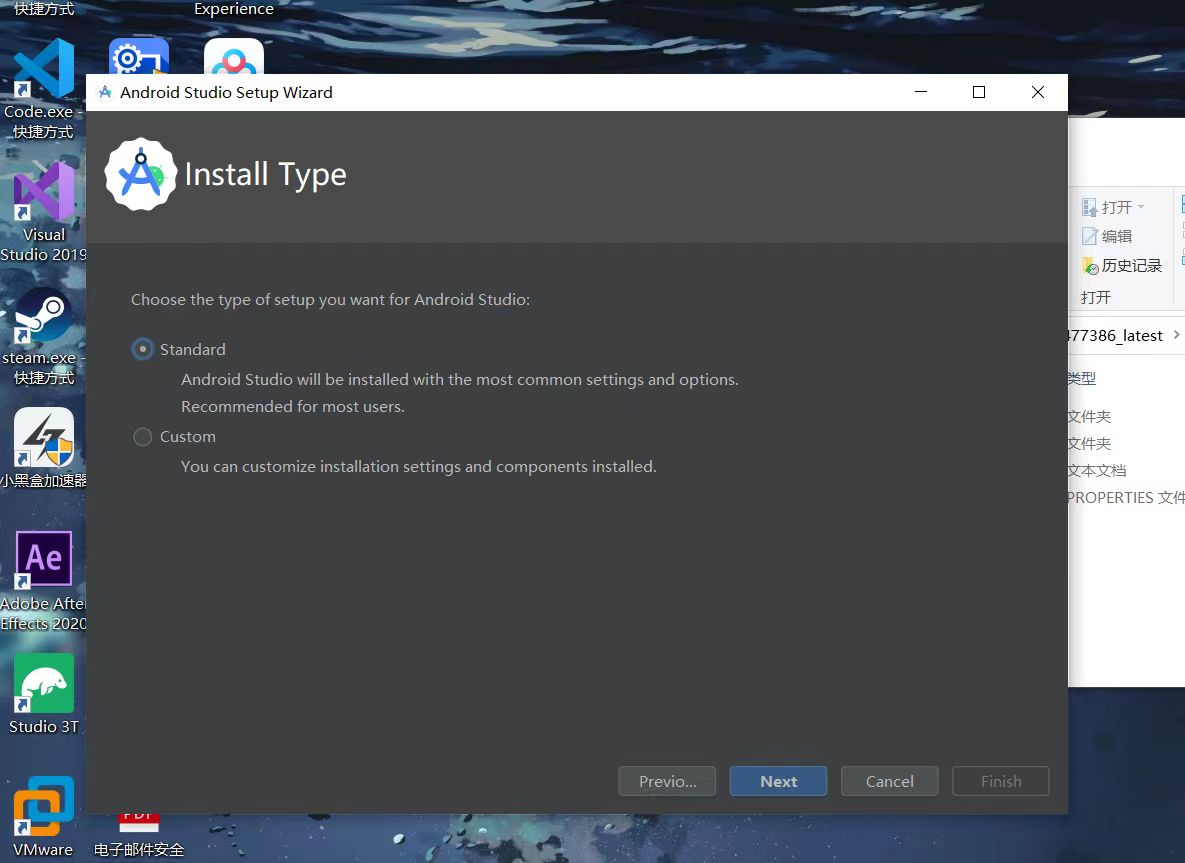 快捷方式
Experience
Code.exe -
快捷方式
Visual
Studio 2019
steam.exe -
快捷方式
小黑盒加速器
Ae
Adobe After
Effects 2020
Studio 3T
VMware
PDF
电子邮件安全
Android Studio Setup Wizard
Install Type
Choose the type of setup you want for Android Studio:
Standard
Android Studio will be installed with the most common settings and options.
Recommended for most users.
Custom
You can customize installation settings and components installed.
Previo...
Next
Cancel
Finish
打开
编辑
历史记录
打开
477386_latest
类型
文件夹
文件夹
文本文档
PROPERTIES 文件